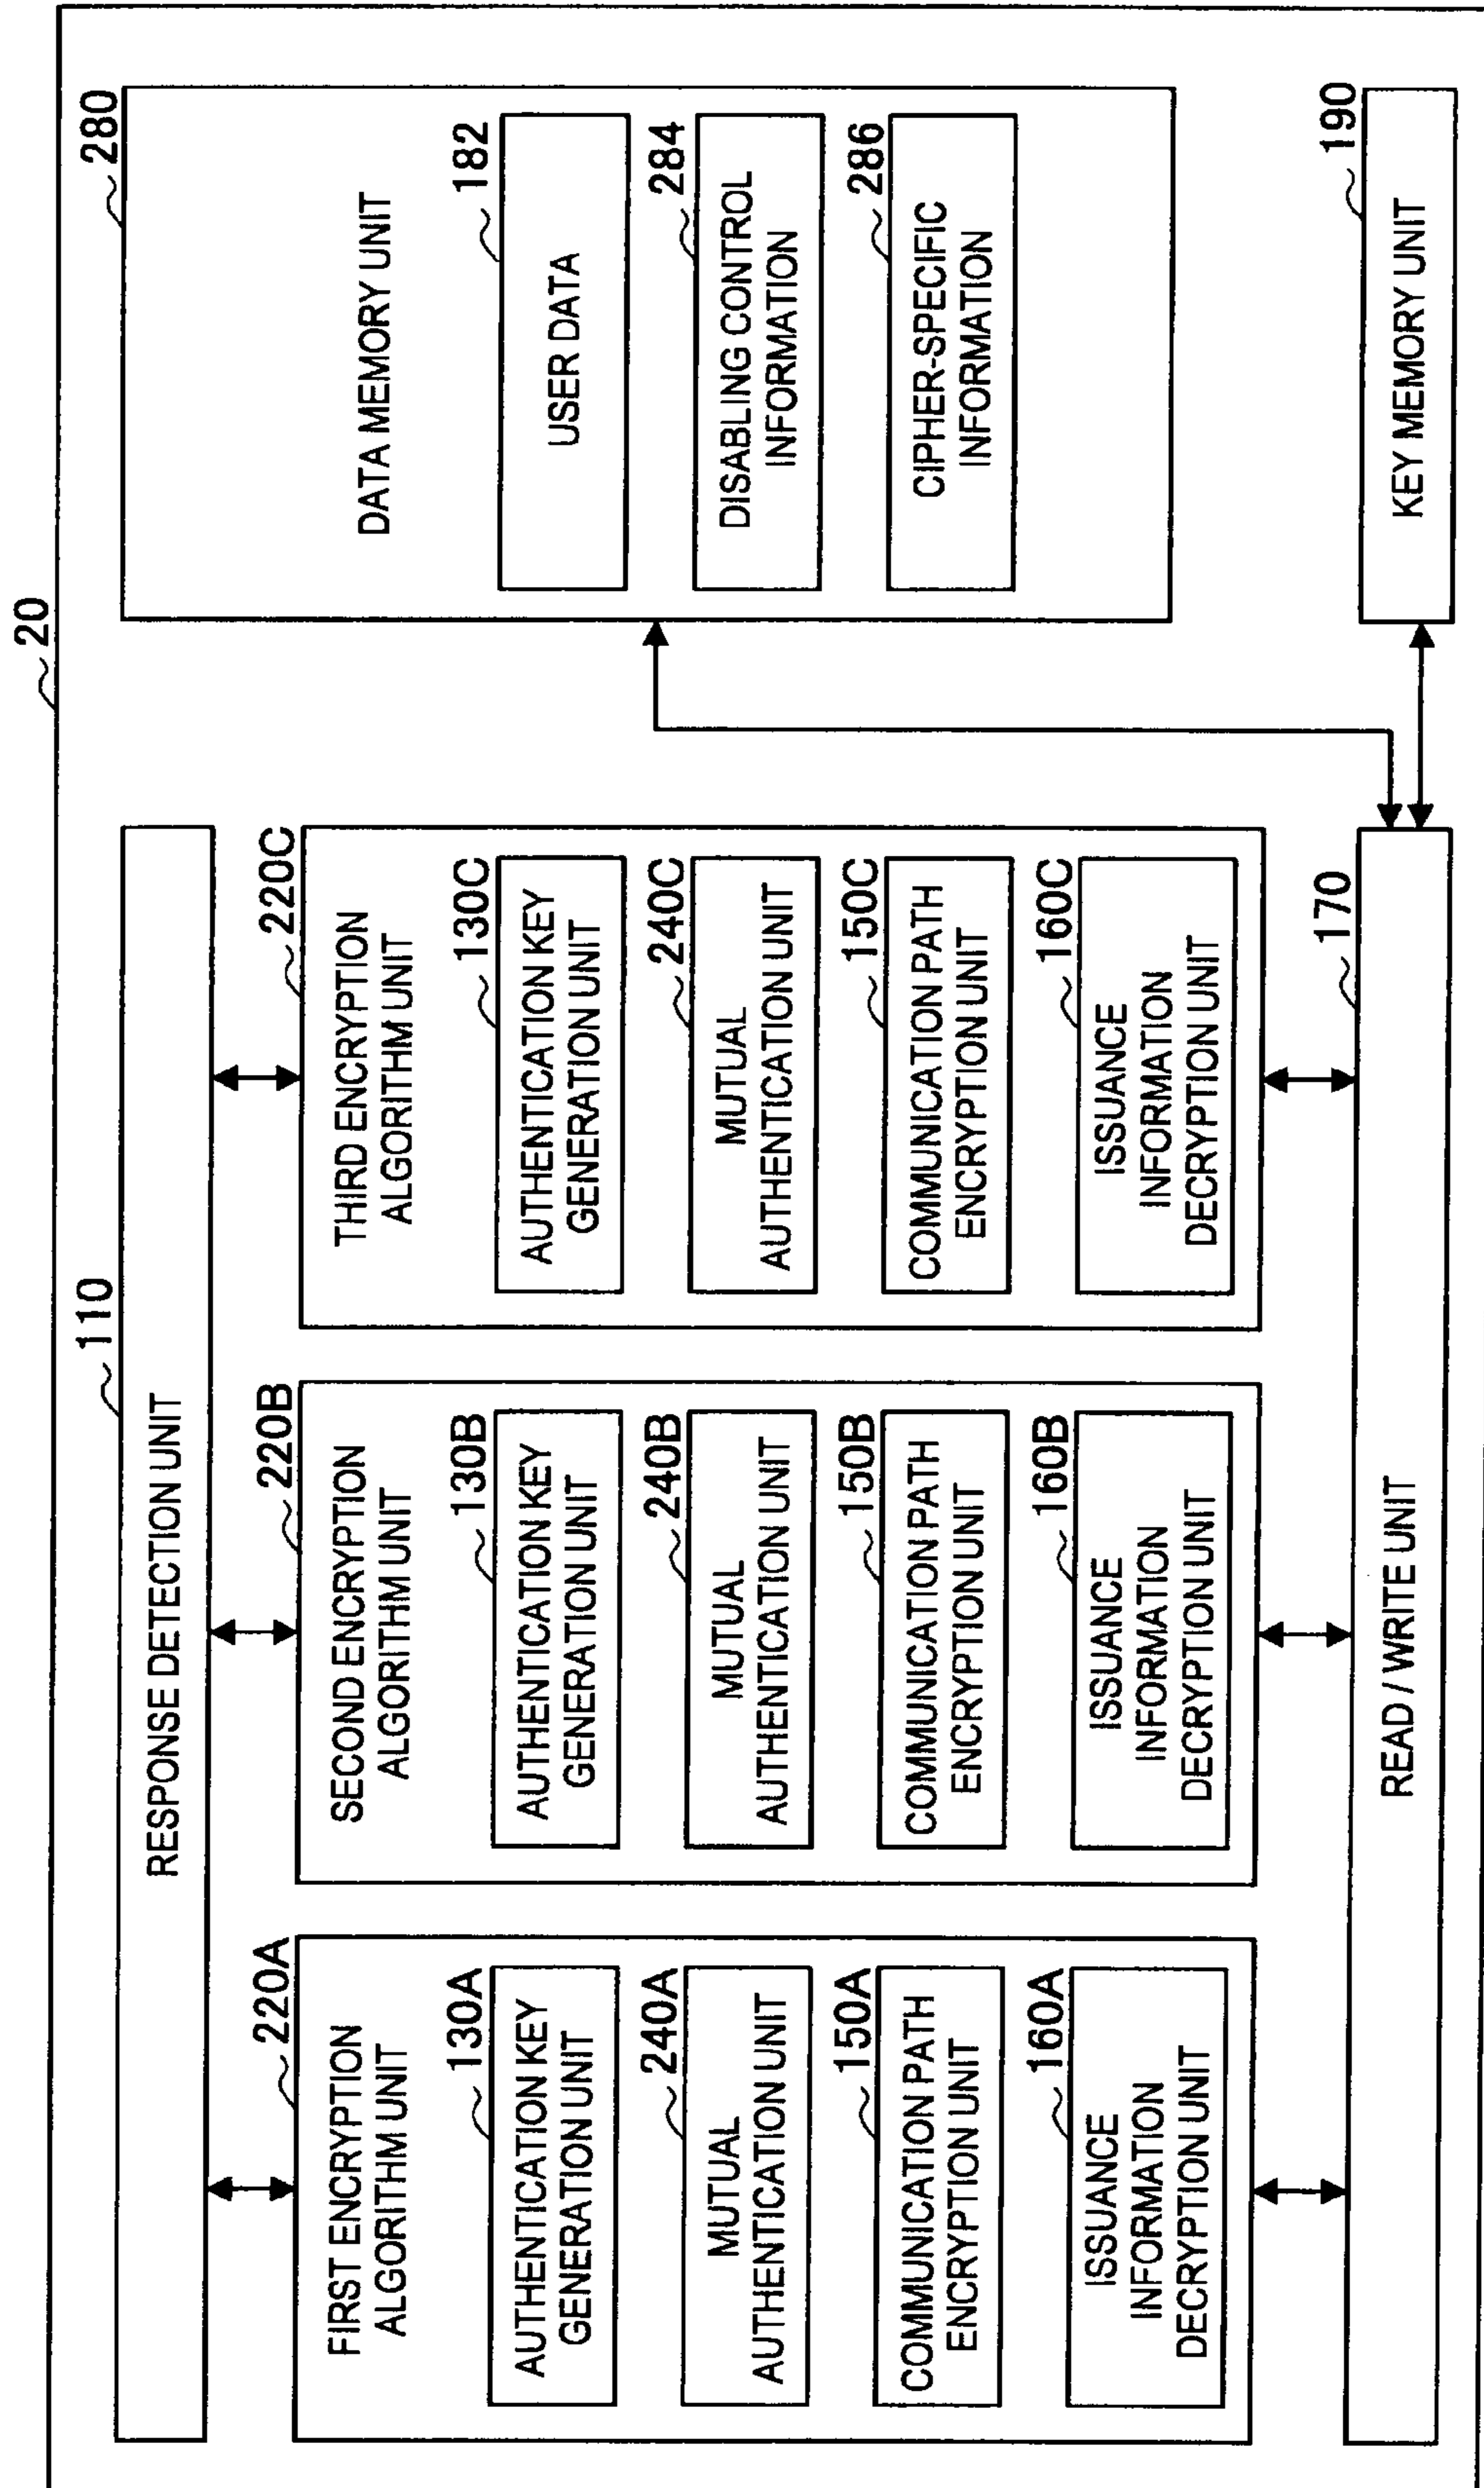 20
110
RESPONSE DETECTION UNIT
220A
FIRST ENCRYPTION
ALGORITHM UNIT
130A
AUTHENTICATION KEY
GENERATION UNIT
240A
MUTUAL
AUTHENTICATION UNIT
150A
COMMUNICATION PATH
ENCRYPTION UNIT
160A
ISSUANCE
INFORMATION
DECRYPTION UNIT
220B
SECOND ENCRYPTION
ALGORITHM UNIT
130B
AUTHENTICATION KEY
GENERATION UNIT
240B
MUTUAL
AUTHENTICATION UNIT
150B
COMMUNICATION PATH
ENCRYPTION UNIT
160B
ISSUANCE
INFORMATION
DECRYPTION UNIT
220C
THIRD ENCRYPTION
ALGORITHM UNIT
130C
AUTHENTICATION KEY
GENERATION UNIT
240C
MUTUAL
AUTHENTICATION UNIT
150C
COMMUNICATION PATH
ENCRYPTION UNIT
160C
ISSUANCE
INFORMATION
DECRYPTION UNIT
170
READ / WRITE UNIT
280
DATA MEMORY UNIT
182
USER DATA
284
DISABLING CONTROL
INFORMATION
286
CIPHER-SPECIFIC
INFORMATION
190
KEY MEMORY UNIT